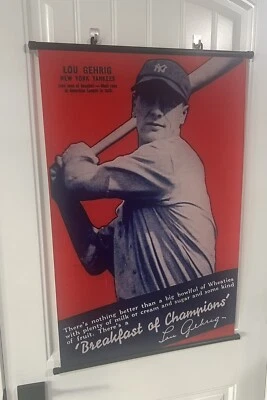 LOU GEHRIG
NEW YORK YANKEES
NY
There's nothing better than a big bowlful of Wheaties
with plenty of milk or cream and sugar and some kind
of fruit. There's a
'Breakfast of Champions'
Lou Gehrig